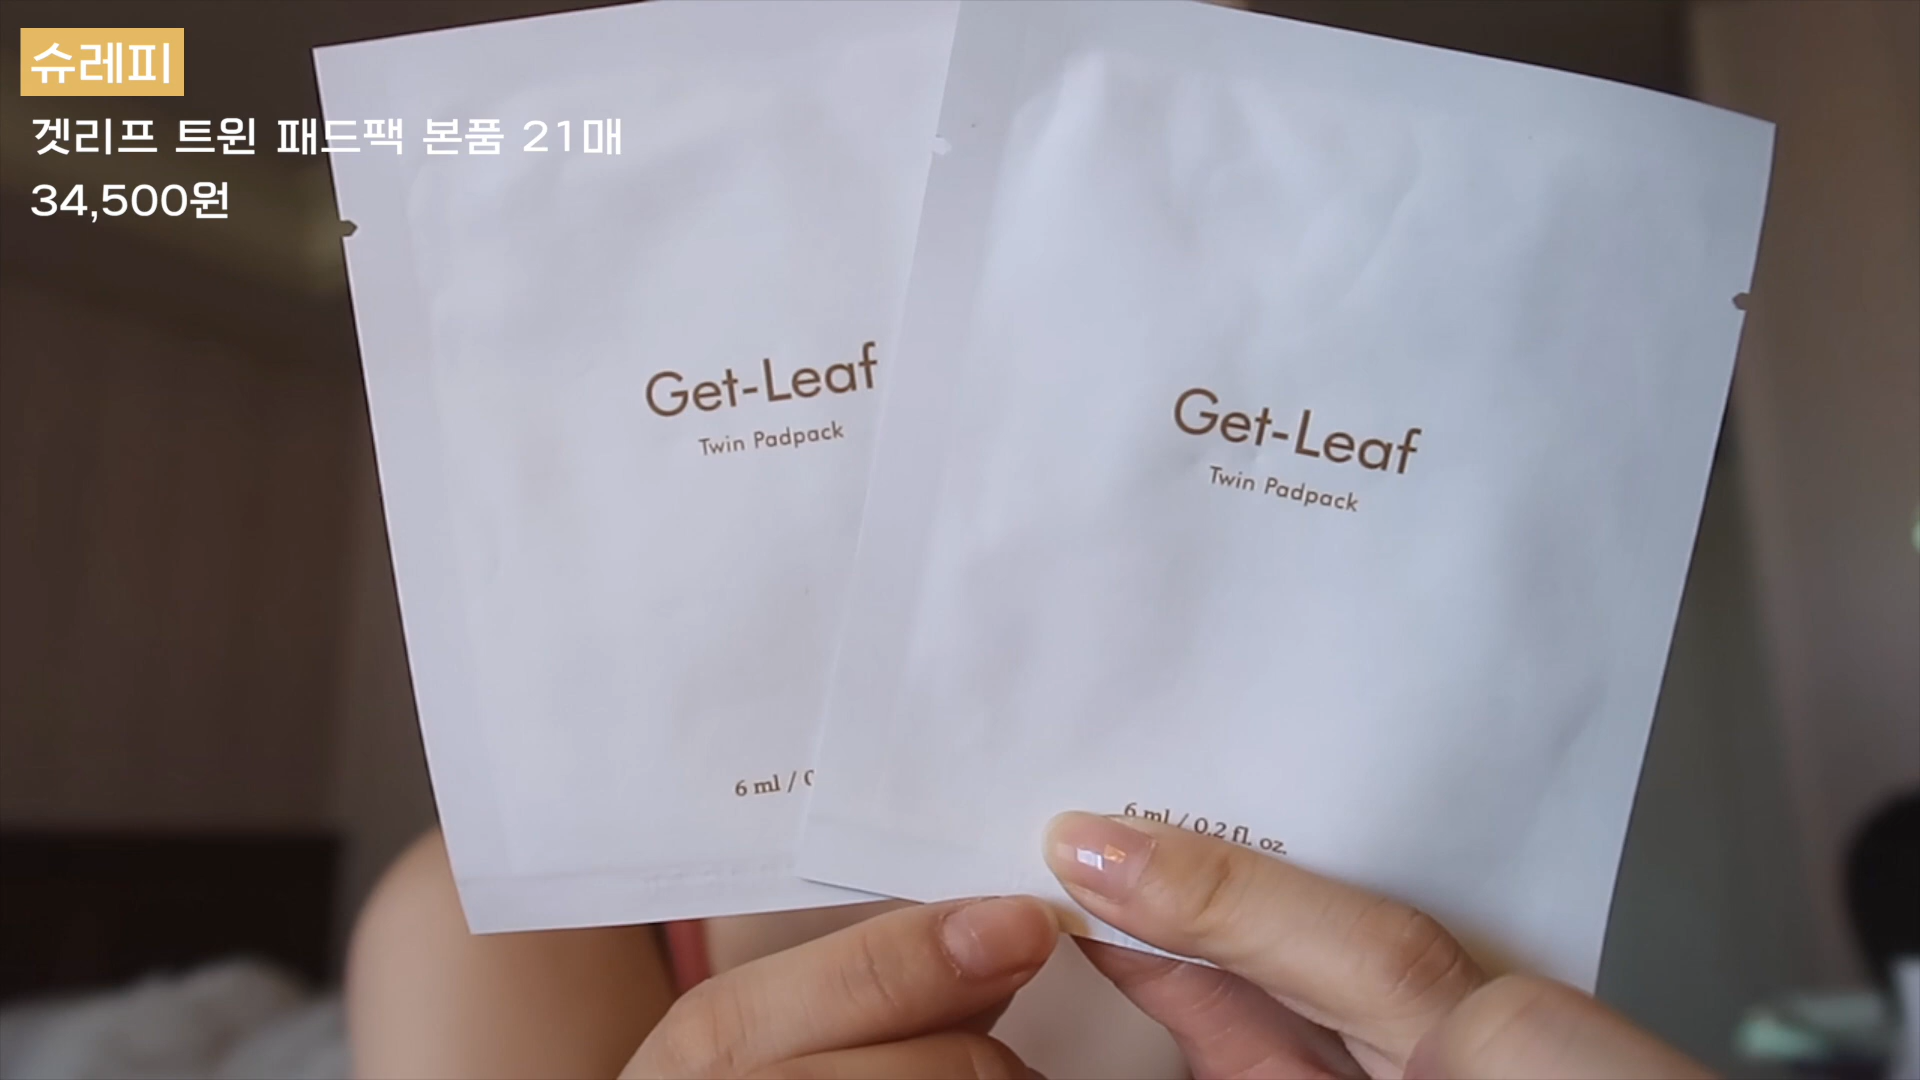 슈레피
겟리프 트윈 패드팩 본품 21매
34,500원
Get-Leaf
Twin Padpack
6 ml /
Get-Leaf
Twin Padpack
6 ml / 0.2 fl. oz.